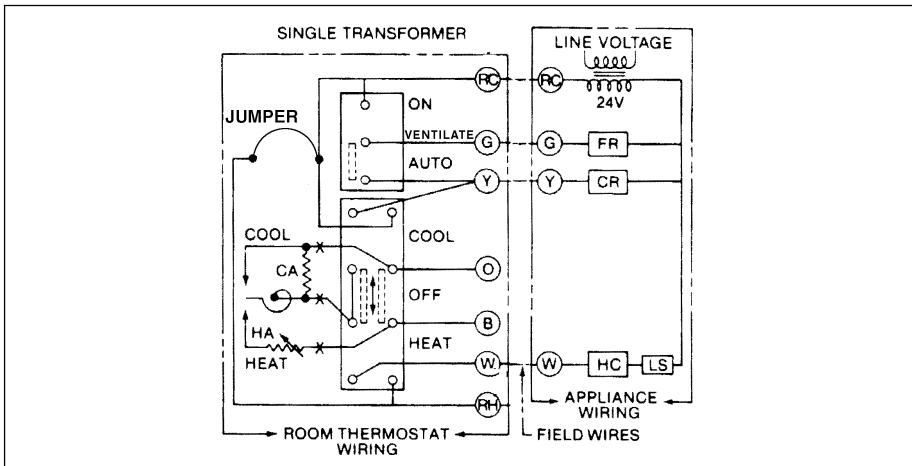 SINGLE TRANSFORMER
LINE VOLTAGE
24V
RC
RC
ON
JUMPER
VENTILATE
G
G
FR
AUTO
Y
Y
CR
COOL
COOL
CA
O
OFF
B
HA
HEAT
HEAT
W
W
HC
LS
RH
APPLIANCE
WIRING
ROOM THERMOSTAT
WIRING
FIELD WIRES